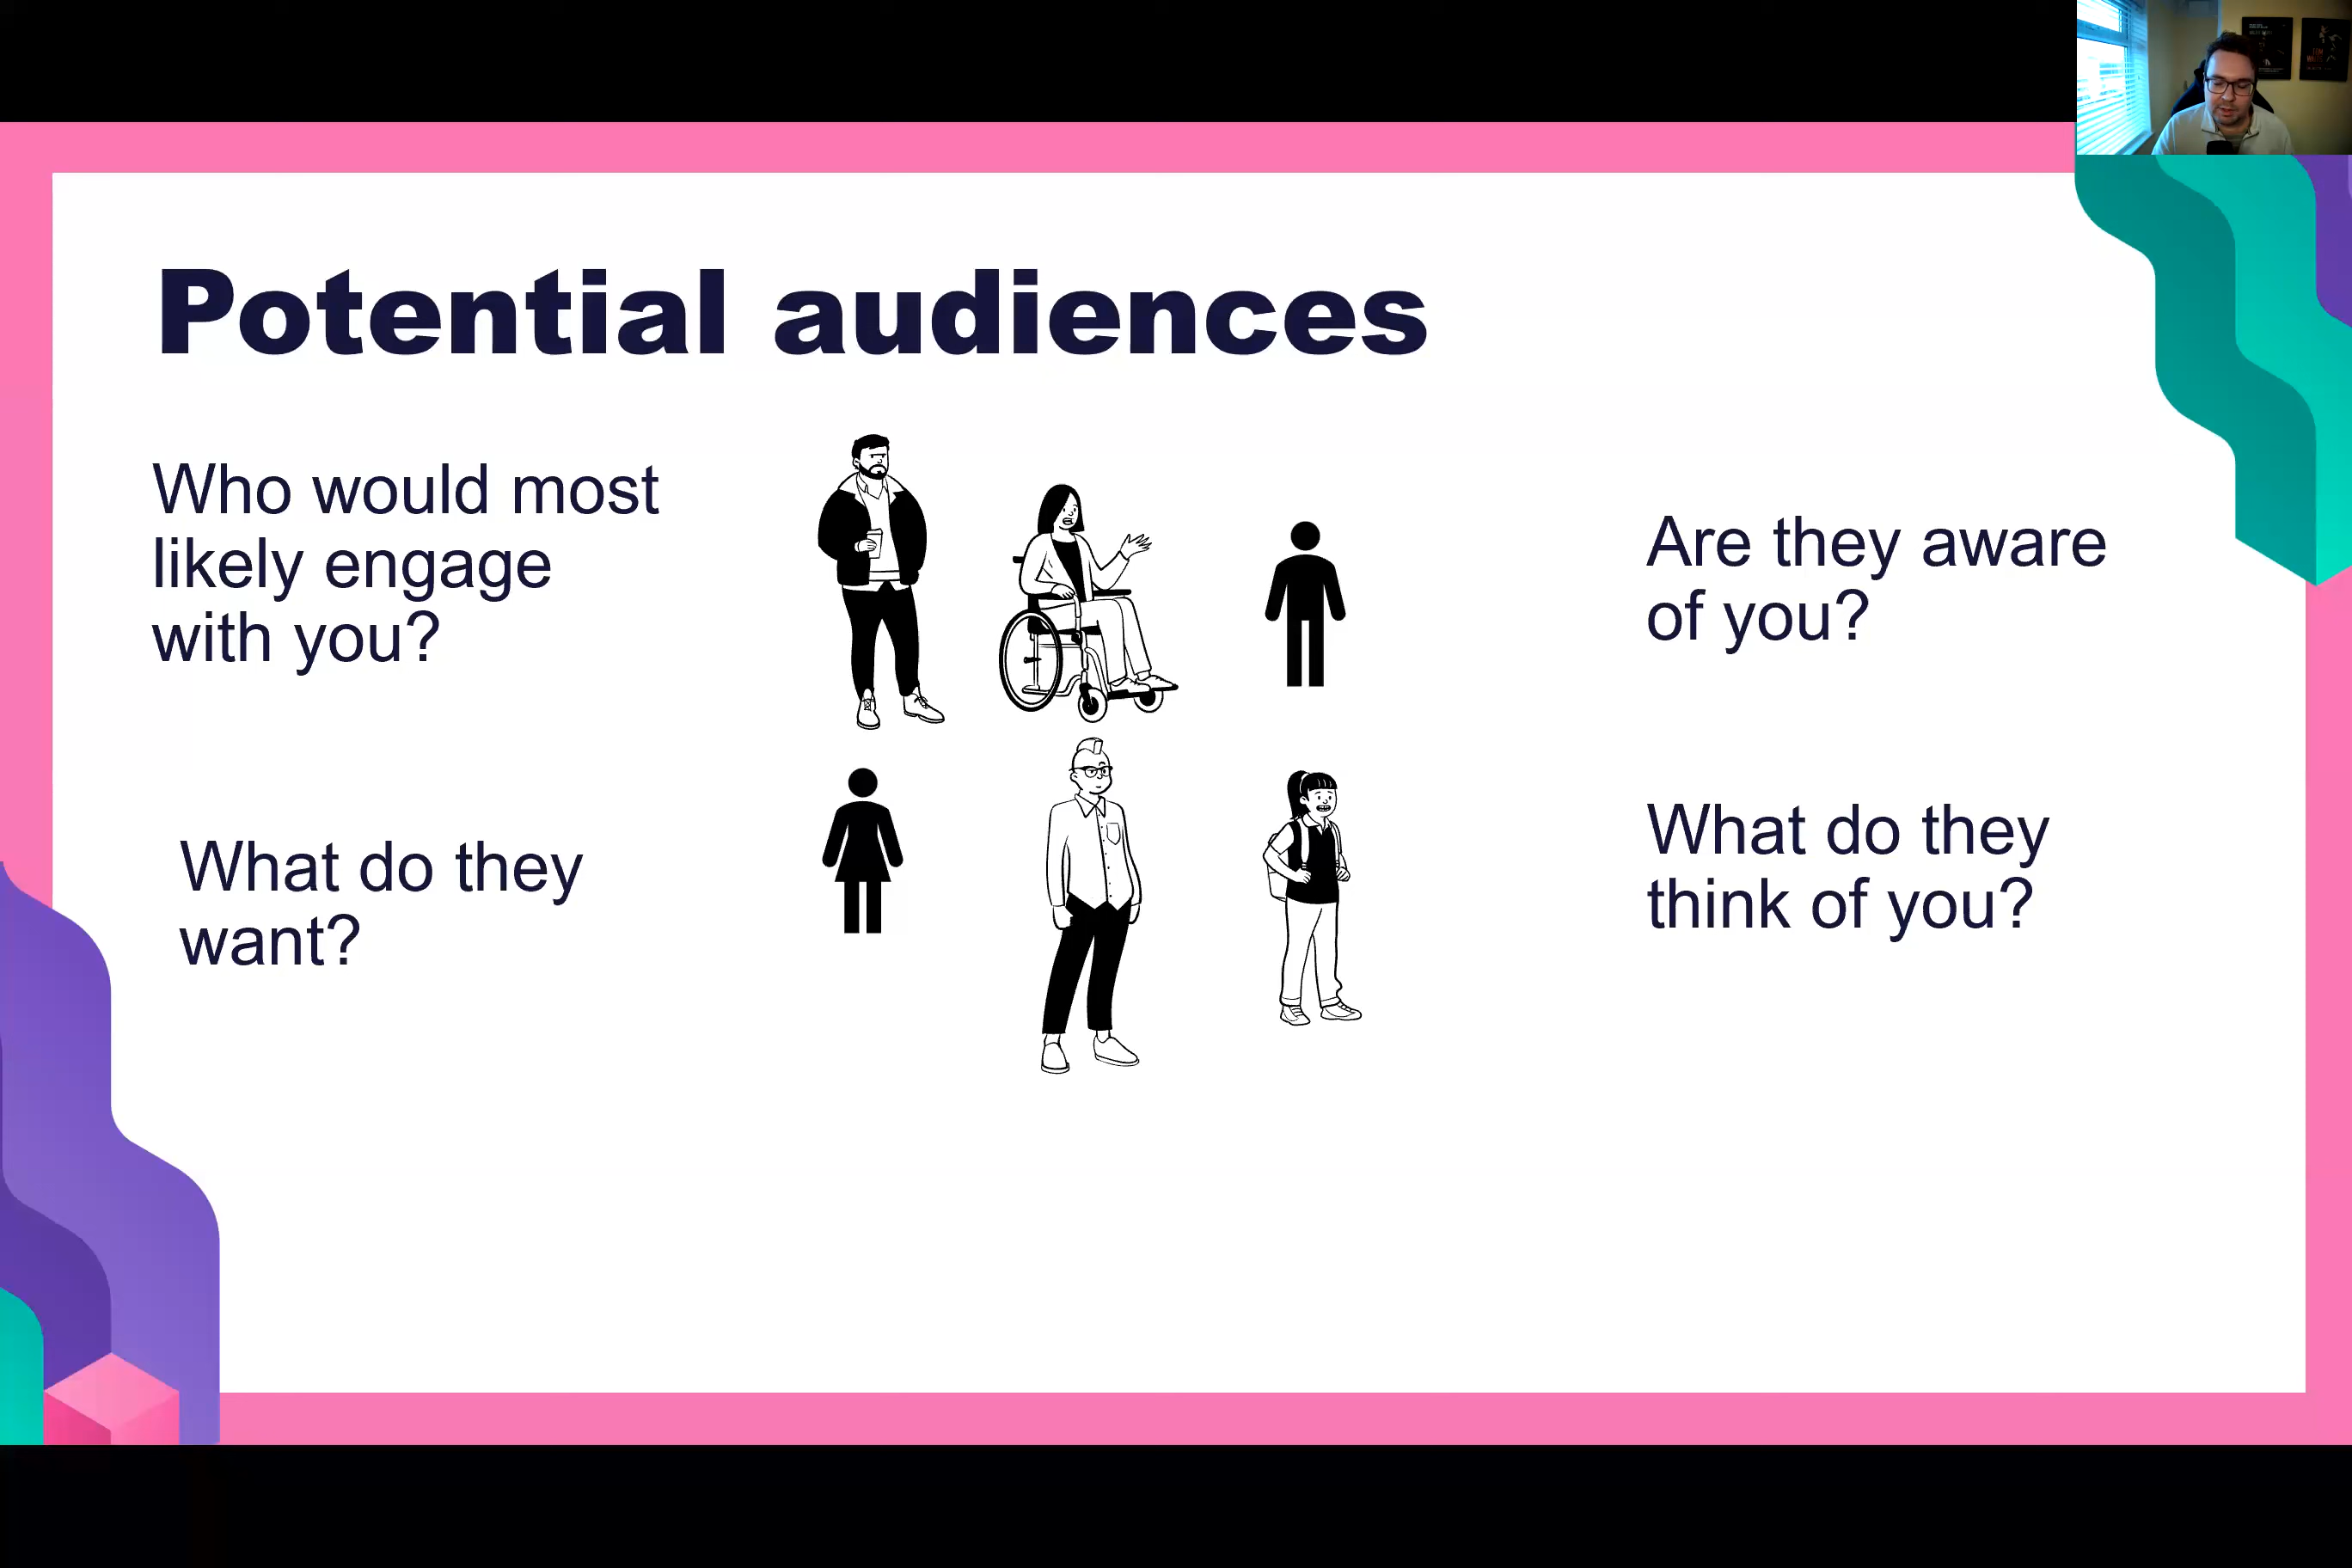 Potential audiences
Who would most
likely engage
with you?
What do they
want?
Are they aware
of you?
What do they
think of you?